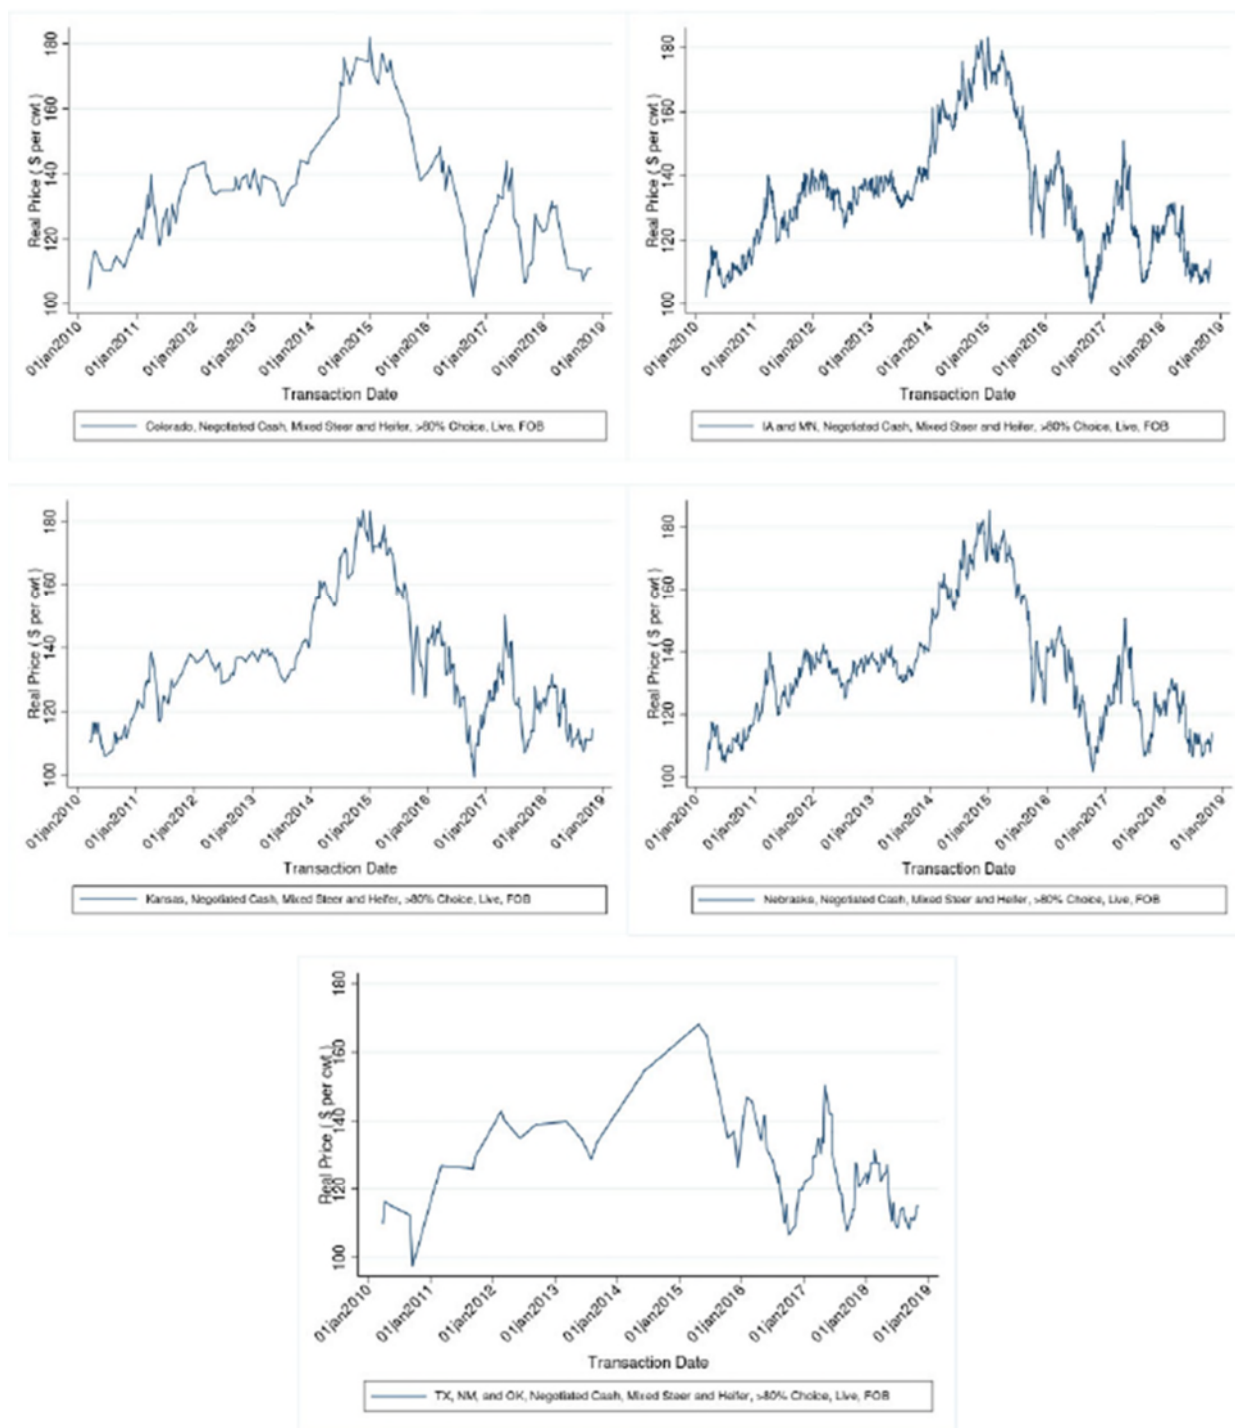 Real Price ( $ per cwt )
180
160
140
120
100
01jan2010
01jan2011
01jan2012
01jan2013
01jan2014
01jan2015
01jan2016
01jan2017
01jan2018
01jan2019
Transaction Date
Colorado, Negotiated Cash, Mixed Steer and Heifer, >80% Choice, Live, FOB
Real Price ( $ per cwt )
180
160
140
120
100
01jan2010
01jan2011
01jan2012
01jan2013
01jan2014
01jan2015
01jan2016
01jan2017
01jan2018
01jan2019
Transaction Date
IA and MN, Negotiated Cash, Mixed Steer and Heifer, >80% Choice, Live, FOB
Real Price ( $ per cwt )
180
160
140
120
100
01jan2010
01jan2011
01jan2012
01jan2013
01jan2014
01jan2015
01jan2016
01jan2017
01jan2018
01jan2019
Transaction Date
Kansas, Negotiated Cash, Mixed Steer and Heifer, >80% Choice, Live, FOB
Real Price ( $ per cwt )
180
160
140
120
100
01jan2010
01jan2011
01jan2012
01jan2013
01jan2014
01jan2015
01jan2016
01jan2017
01jan2018
01jan2019
Transaction Date
Nebraska, Negotiated Cash, Mixed Steer and Heifer, >80% Choice, Live, FOB
Real Price ( $ per cwt )
180
160
140
120
100
01jan2010
01jan2011
01jan2012
01jan2013
01jan2014
01jan2015
01jan2016
01jan2017
01jan2018
01jan2019
Transaction Date
TX, NM, and OK, Negotiated Cash, Mixed Steer and Heifer, >80% Choice, Live, FOB